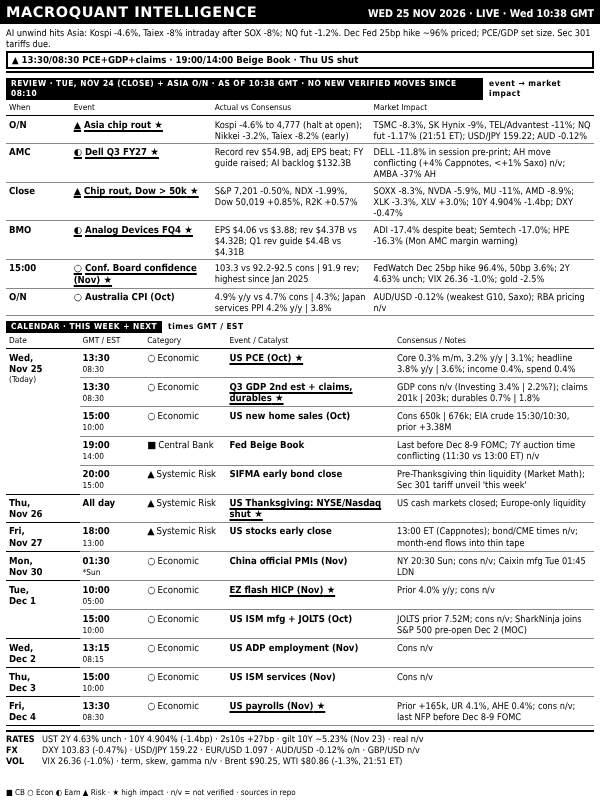 MACROQUANT INTELLIGENCE WED 25 NOV 2026 · LIVE · Wed 10:38 GMT
AI unwind hits Asia: Kospi -4.6%, Taiex -8% intraday after SOX -8%; NQ fut -1.2%. Dec Fed 25bp hike ~96% priced; PCE/GDP set size. Sec 301
tariffs due.
▲ 13:30/08:30 PCE+GDP+claims · 19:00/14:00 Beige Book · Thu US shut
REVIEW · TUE, NOV 24 (CLOSE) + ASIA O/N · AS OF 10:38 GMT · NO VERIFIED MOVES SINCE
08:10
event → market
impact
When Event Actual vs Consensus Market Impact
O/N ▲ Asia chip rout ★ Kospi -4.6% to 4,777 (halt at open); TSMC -8.3%, SK Hynix -9%, TEL/Advantest -11%; NQ
Nikkei -3.2%, Taiex -8.2% (early) fut -1.17% (21:51 ET); USD/JPY 159.22; AUD -0.12%
AMC ◐ Dell Q3 FY27 ★ Record rev $54.9B, adj EPS beat; FY DELL -11.8% in session pre-print; AH move
guide raised; AI backlog $132.3B conflicting (+4% Cappnotes, <+1% Saxo) n/v;
AMBA -37% AH
Close ▲ Chip rout, Dow > 50k ★ S&P 7,201 -0.50%, NDX -1.99%, SOXX -8.3%, NVDA -5.9%, MU -11%, AMD -8.9%;
Dow 50,019 +0.85%, R2K +0.57% XLK -3.3%, XLV +3.0%; 10Y 4.904% -1.4bp; DXY
-0.47%
BMO ◐ Analog Devices FQ4 ★ EPS $4.06 vs $3.88; rev $4.37B vs ADI -17.4% despite beat; Semtech -17.0%; HPE
$4.32B; Q1 rev guide $4.4B vs -16.3% (Mon AMC margin warning)
$4.31B
15:00 ○ Conf. Board confidence 103.3 vs 92.2-92.5 cons | 91.9 rev; FedWatch Dec 25bp hike 96.4%, 50bp 3.6%; 2Y
(Nov) ★ highest since Jan 2025 4.63% unch; VIX 26.36 -1.0%; gold -2.5%
O/N ○ Australia CPI (Oct) 4.9% y/y vs 4.7% cons | 4.3%; Japan AUD/USD -0.12% (weakest G10, Saxo); RBA pricing
services PPI 4.2% y/y | 3.8% n/v
CALENDAR · THIS WEEK + NEXT times GMT / EST
Date GMT / EST Category Event / Catalyst Consensus / Notes
Wed, 13:30 ○ Economic US PCE (Oct) ★ Core 0.3% m/m, 3.2% y/y | 3.1%; headline
Nov 25 08:30 3.8% y/y | 3.6%; income 0.4%, spend 0.4%
(Today)
13:30 ○ Economic Q3 GDP 2nd est + claims, GDP cons n/v (Investing 3.4% | 2.2%?); claims
08:30 durables ★ 201k | 203k; durables 0.7% | 1.8%
15:00 ○ Economic US new home sales (Oct) Cons 650k | 676k; EIA crude 15:30/10:30,
10:00 prior +3.38M
19:00 ■ Central Bank Fed Beige Book Last before Dec 8-9 FOMC; 7Y auction time
14:00 conflicting (11:30 vs 13:00 ET) n/v
20:00 ▲ Systemic Risk SIFMA early bond close Pre-Thanksgiving thin liquidity (Market Math);
15:00 Sec 301 tariff unveil 'this week'
Thu, All day ▲ Systemic Risk US Thanksgiving: NYSE/Nasdaq US cash markets closed; Europe-only liquidity
Nov 26 shut ★
Fri, 18:00 ▲ Systemic Risk US stocks early close 13:00 ET (Cappnotes); bond/CME times n/v;
Nov 27 13:00 month-end flows into thin tape
Mon, 01:30 ○ Economic China official PMIs (Nov) NY 20:30 Sun; cons n/v; Caixin mfg Tue 01:45
Nov 30 *Sun LDN
Tue, 10:00 ○ Economic EZ flash HICP (Nov) ★ Prior 4.0% y/y; cons n/v
Dec 1 05:00
15:00 ○ Economic US ISM mfg + JOLTS (Oct) JOLTS prior 7.52M; cons n/v; SharkNinja joins
10:00 S&P 500 pre-open Dec 2 (MOC)
Wed, 13:15 ○ Economic US ADP employment (Nov) Cons n/v
Dec 2 08:15
Thu, 15:00 ○ Economic US ISM services (Nov) Cons n/v
Dec 3 10:00
Fri, 13:30 ○ Economic US payrolls (Nov) ★ Prior +165k, UR 4.1%, AHE 0.4%; cons n/v;
Dec 4 08:30 last NFP before Dec 8-9 FOMC
RATES UST 2Y 4.63% unch · 10Y 4.904% (-1.4bp) · 2s10s +27bp · gilt 10Y ~5.23% (Nov 23) · real n/v
FX DXY 103.83 (-0.47%) · USD/JPY 159.22 · EUR/USD 1.097 · AUD/USD -0.12% o/n · GBP/USD n/v
VOL VIX 26.36 (-1.0%) · term, skew, gamma n/v · Brent $90.25, WTI $80.86 (-1.3%, 21:51 ET)
■ CB ○ Econ ◐ Earn ▲ Risk · ★ high impact · n/v = not verified · sources in repo